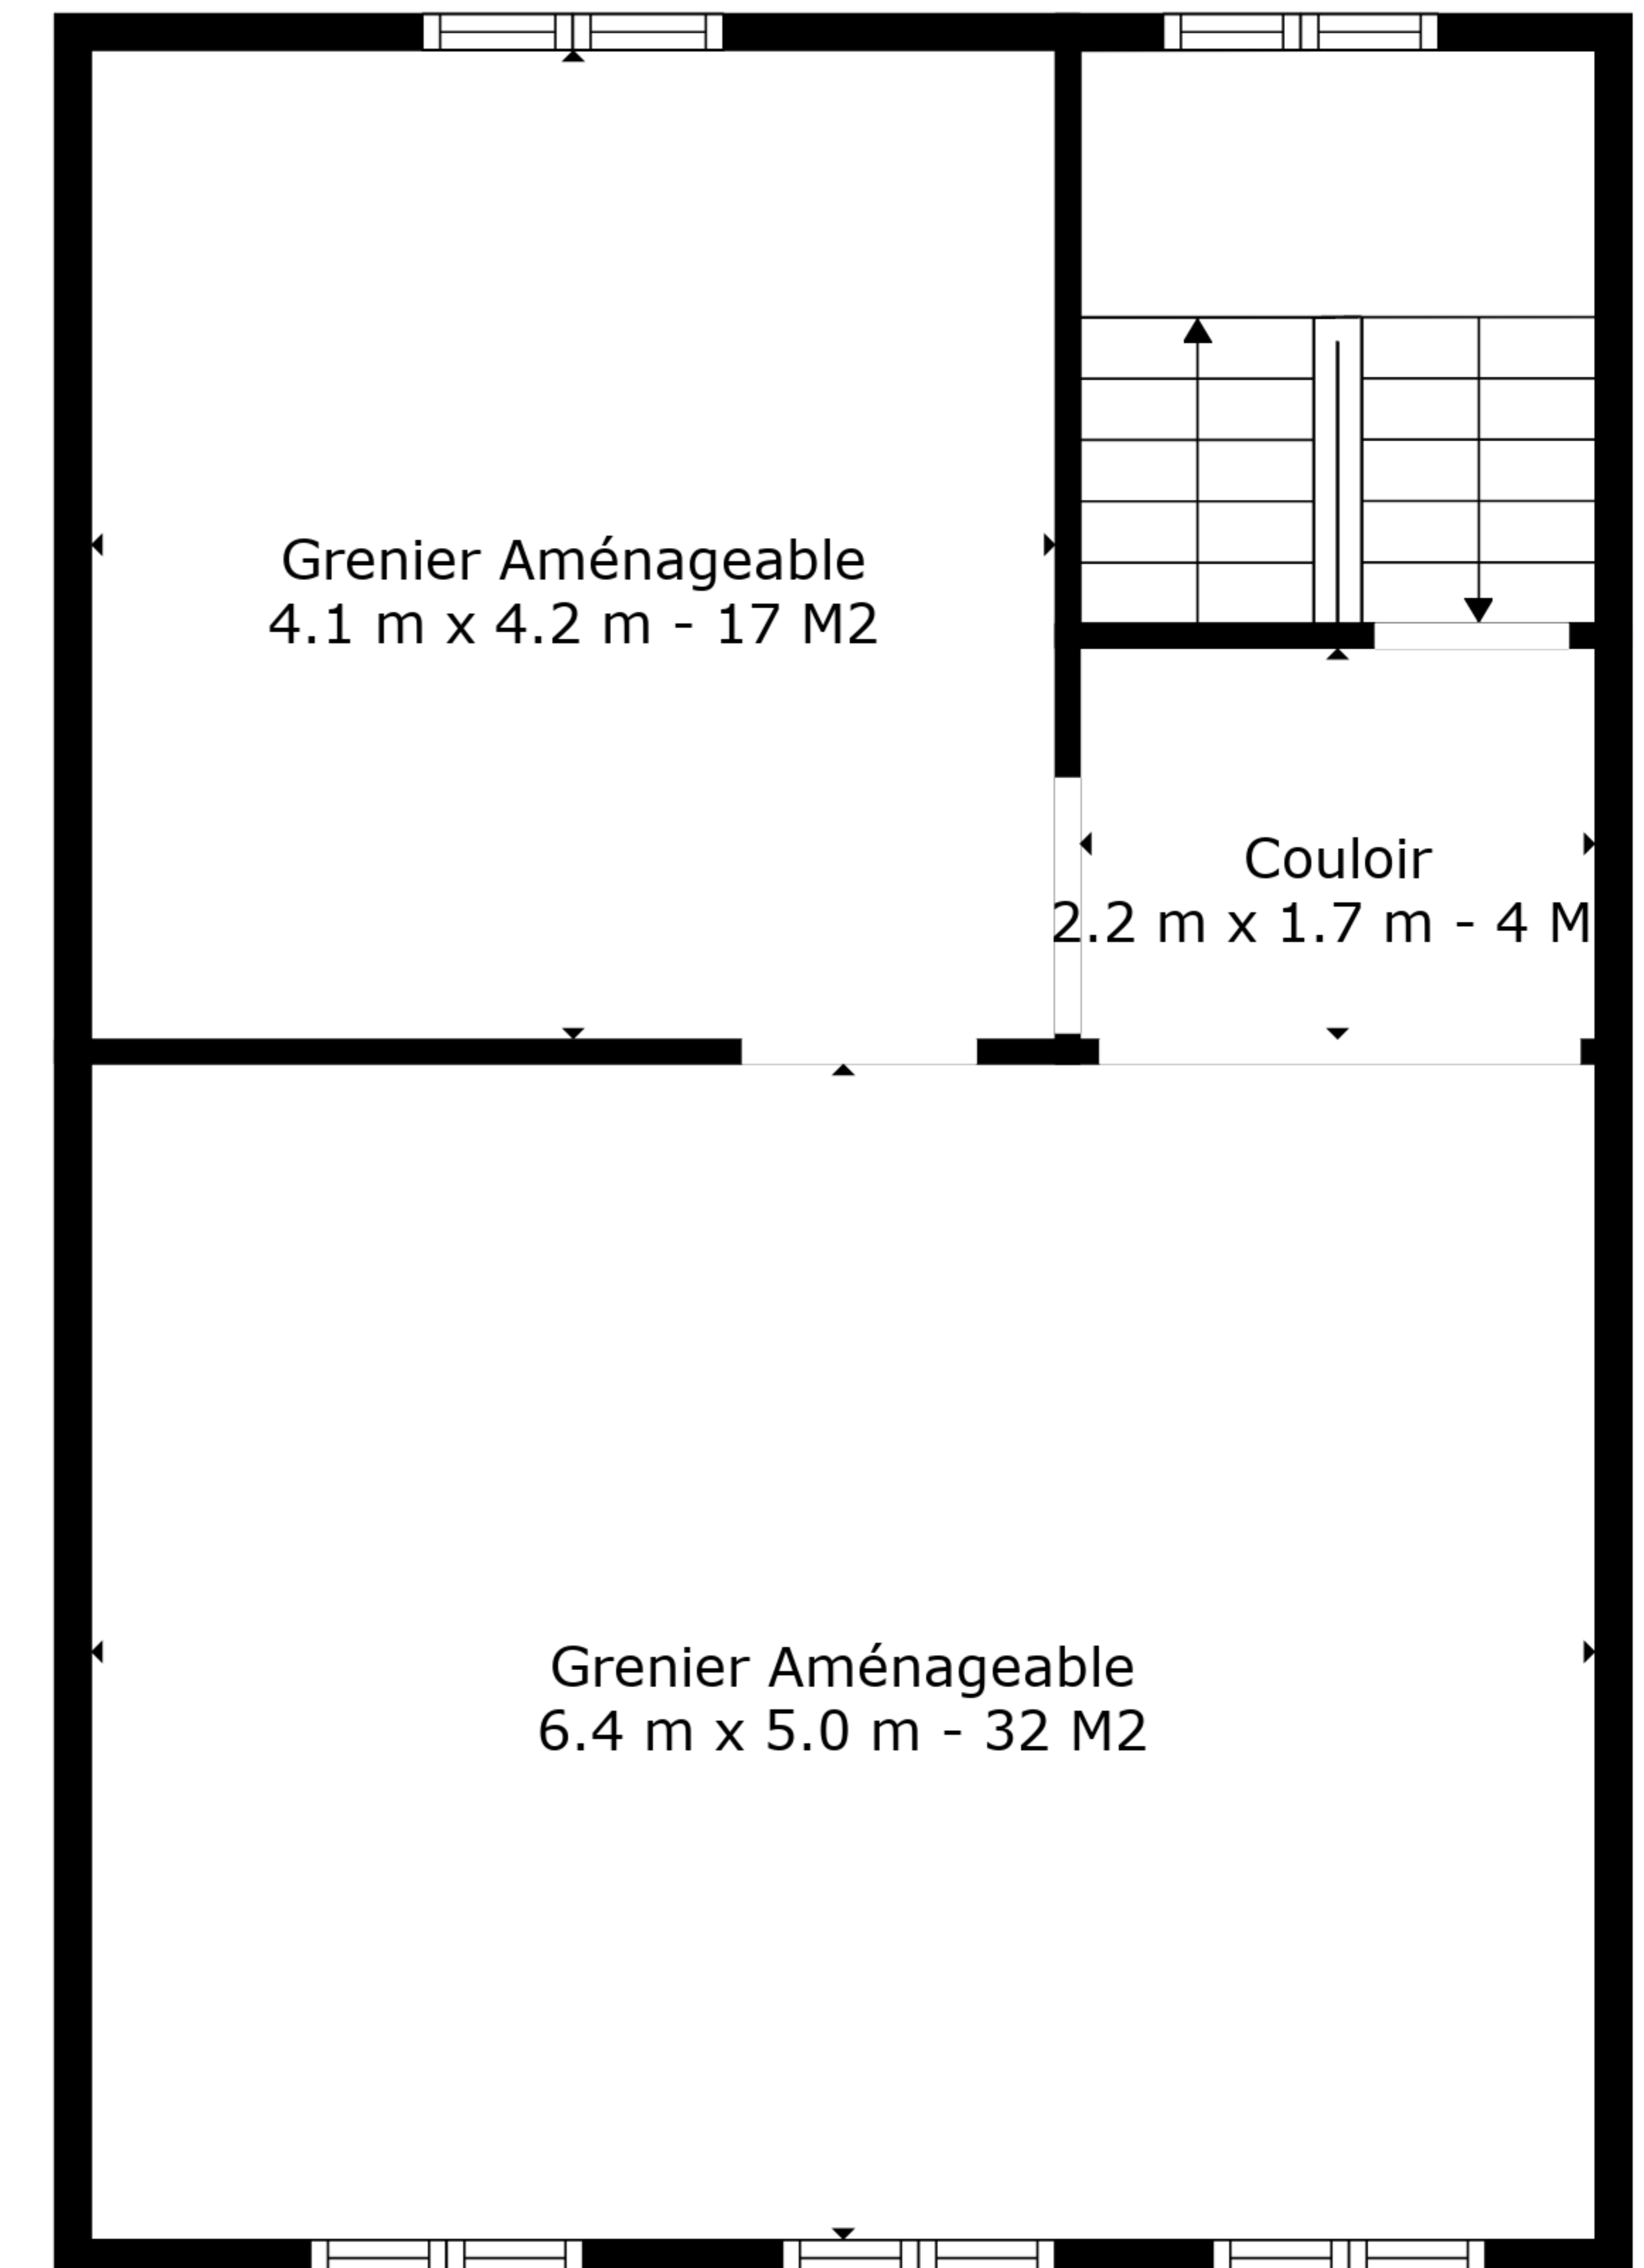 Grenier Aménageable
4.1 m x 4.2 m - 17 M2
Couloir
2.2 m x 1.7 m - 4 M
Grenier Aménageable
6.4 m x 5.0 m - 32 M2